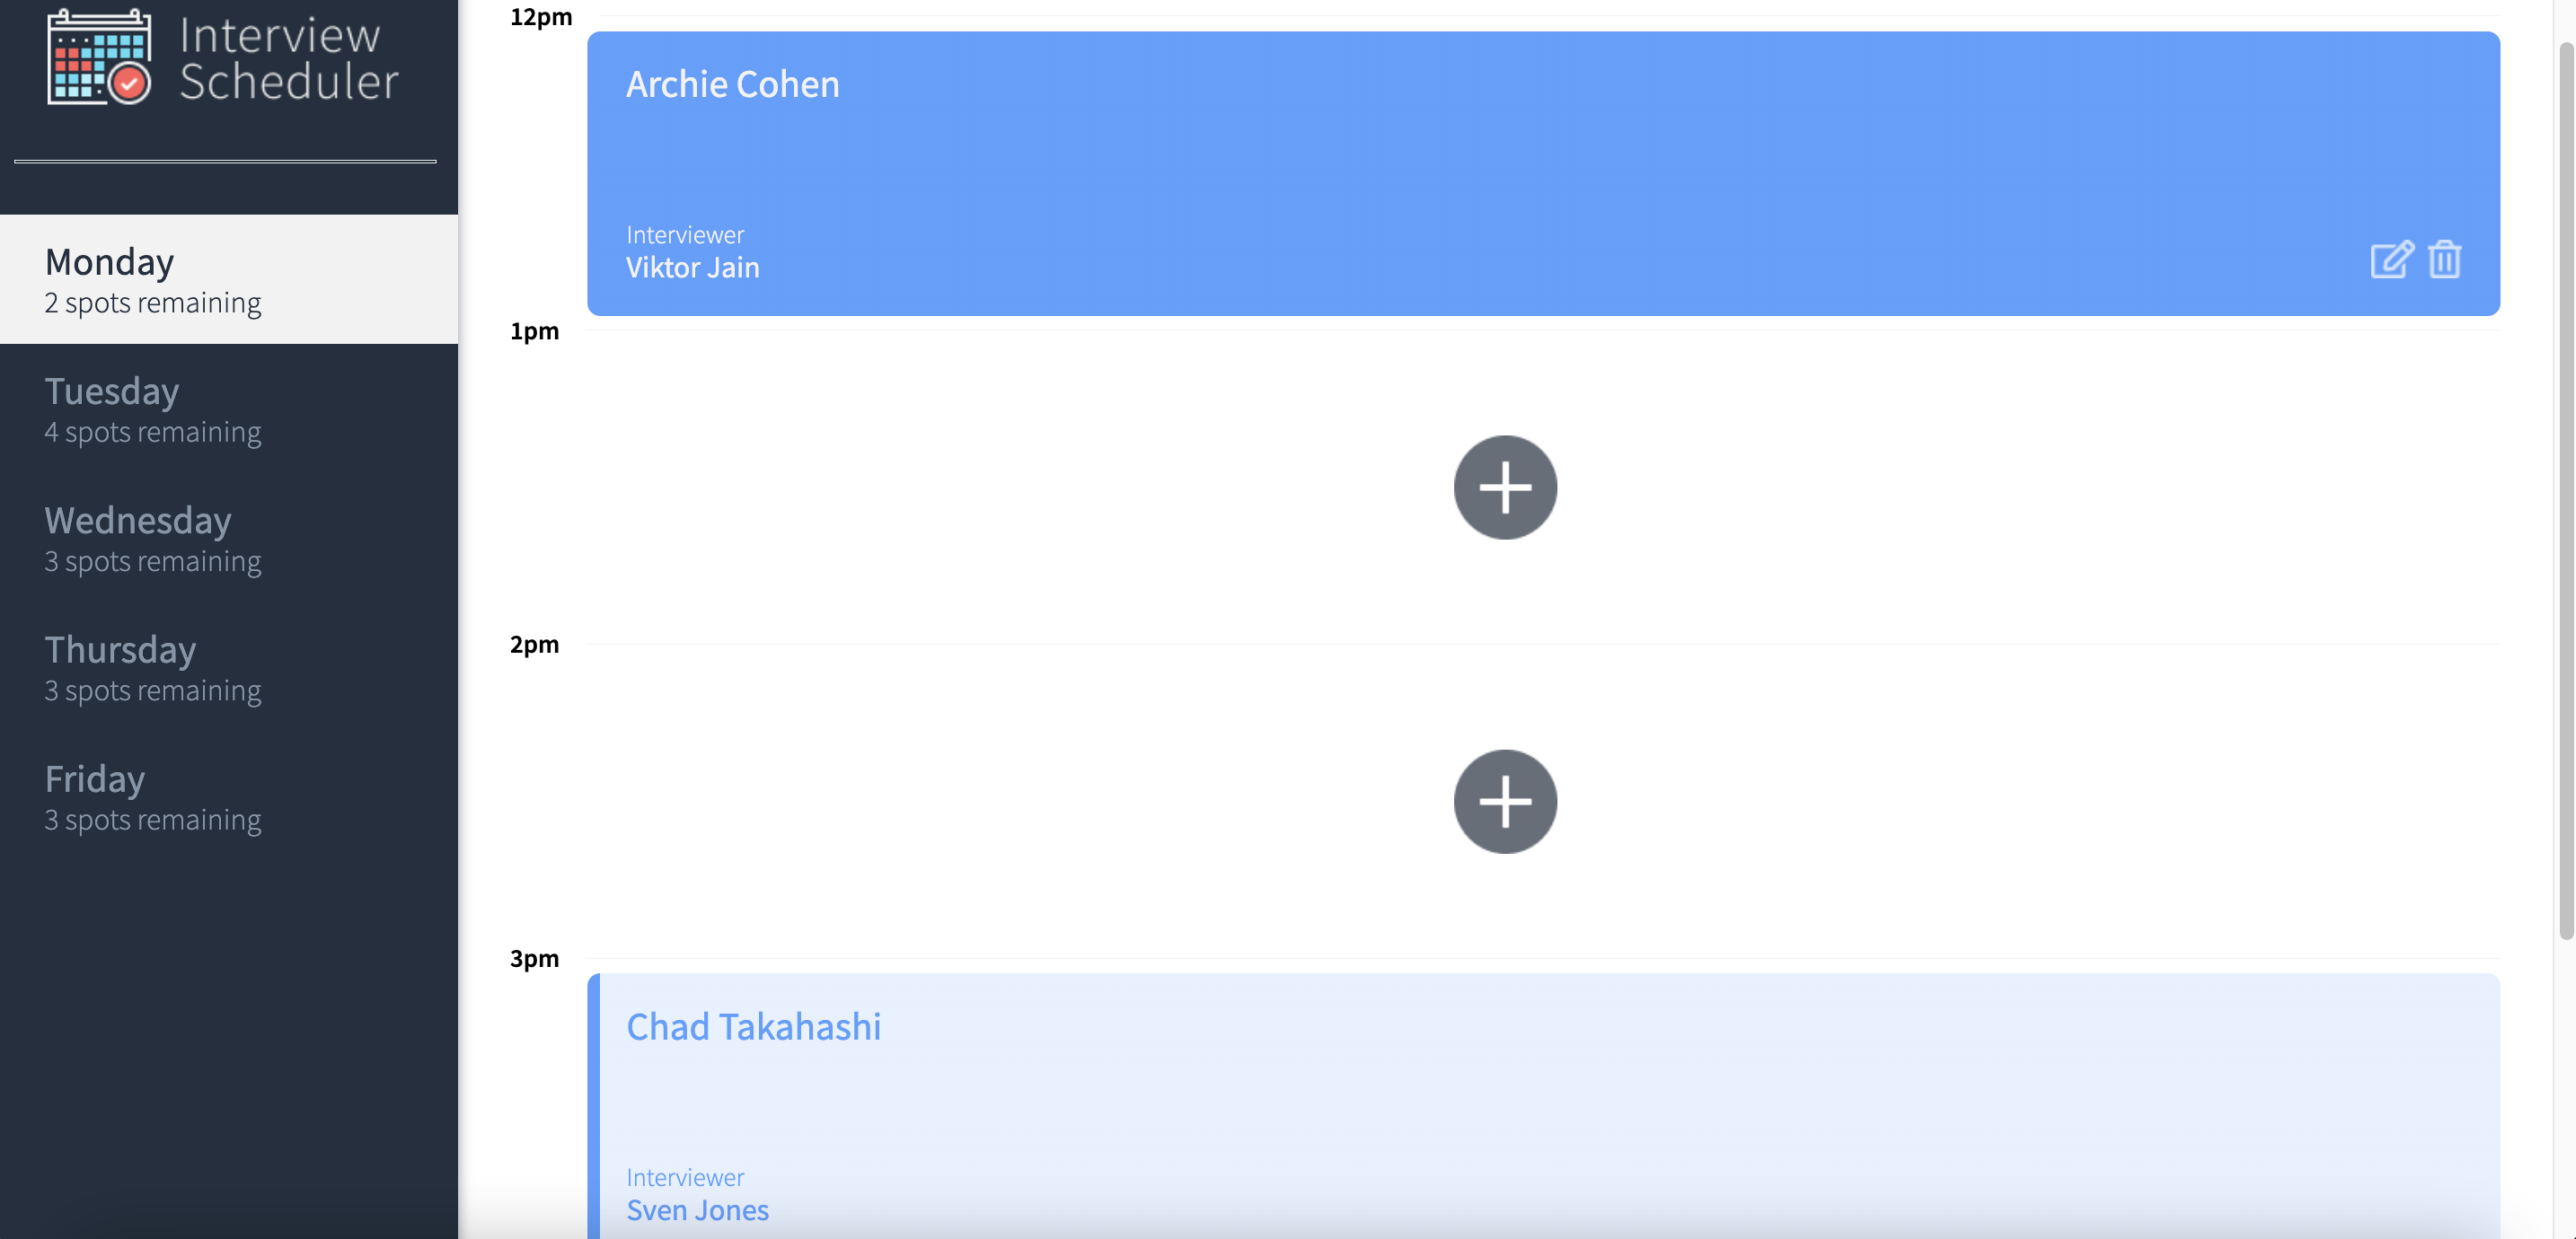 Interview
Scheduler
Monday
2 spots remaining
Tuesday
4 spots remaining
Wednesday
3 spots remaining
Thursday
3 spots remaining
Friday
3 spots remaining
12pm
Archie Cohen
Interviewer
Viktor Jain
1pm
2pm
3pm
Chad Takahashi
Interviewer
Sven Jones